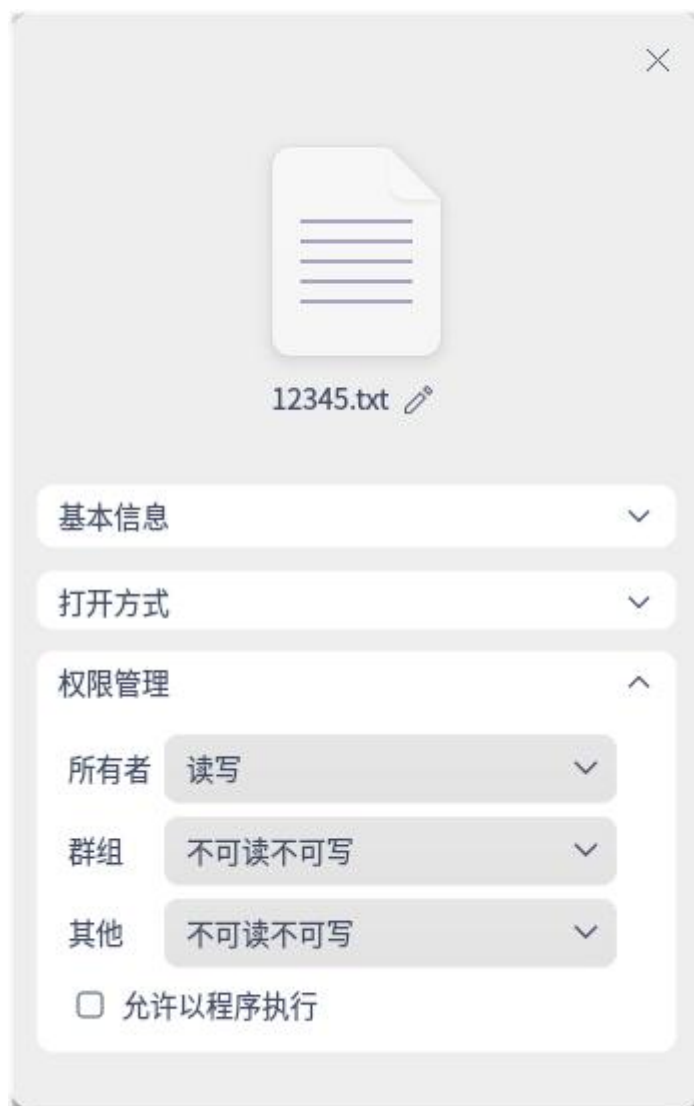 12345.txt
基本信息
打开方式
权限管理
所有者 读写
群组 不可读不可写
其他 不可读不可写
允许以程序执行